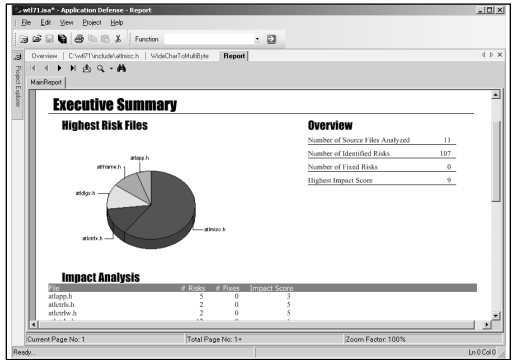 wtl71.isa* - Application Defense - Report
File Edit View Project Help
Function
Overview C:\wtl71\include\atlmisc.h WideCharToMultiByte Report
Project Explorer
MainReport
Executive Summary
Highest Risk Files
Overview
Number of Source Files Analyzed 11
Number of Identified Risks 107
Number of Fixed Risks 0
Highest Impact Score 9
atlapp.h
atlframe.h
atldlgs.h
atlctrlx.h
atlmisc.h
Impact Analysis
File # Risks # Fixes Impact Score
atlapp.h 5 0 3
atlctrls.h 2 0 5
atlctrlw.h 2 0 5
Current Page No: 1 Total Page No: 1+ Zoom Factor: 100%
Ready... Ln 0 Col 0